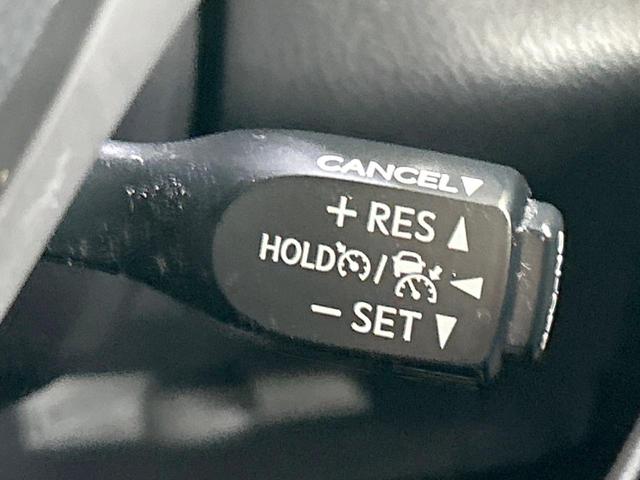 CANCEL▼
+ RES ▲
HOLD / ◀
− SET ▼